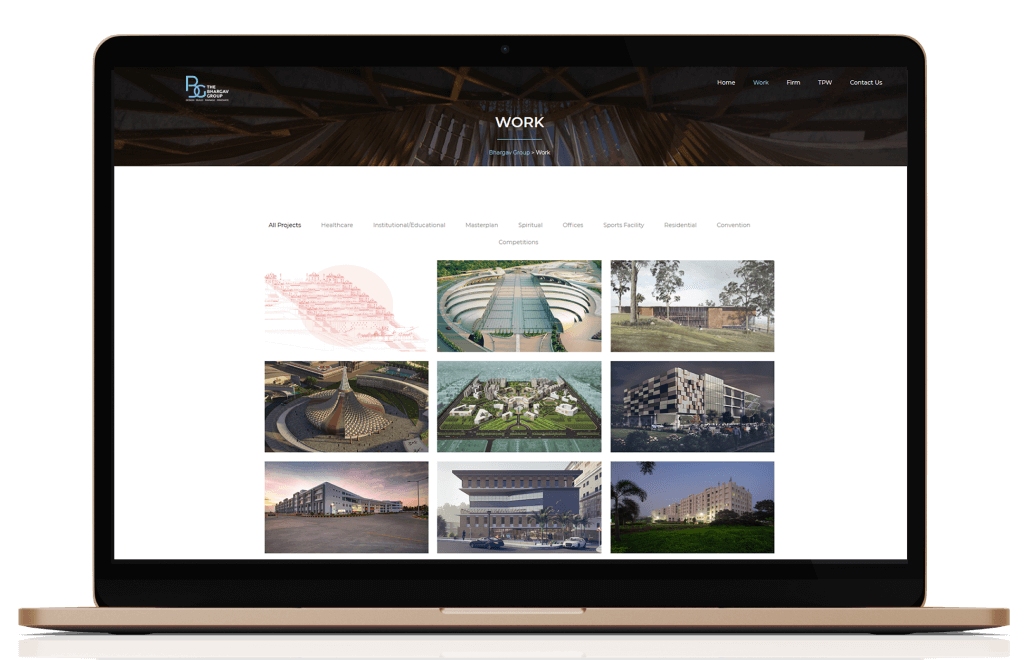 THE
BHARGAV
GROUP
Home Work Firm TPW Contact Us
WORK
Bhargav Group > Work
All Projects Healthcare Institutional/Educational Masterplan Spiritual Offices Sports Facility Residential Convention
Competitions